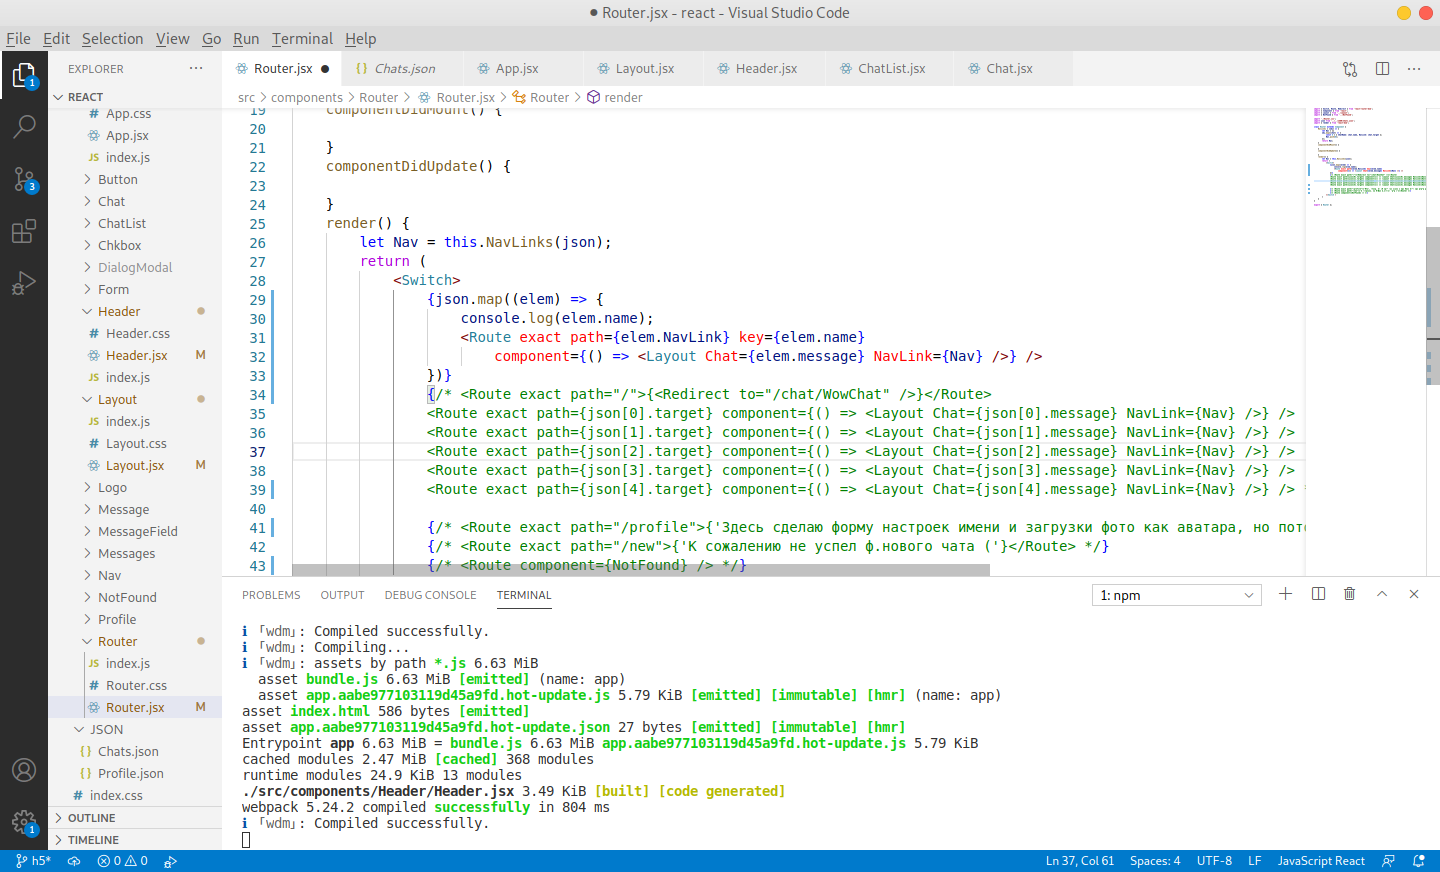 Router.jsx - react - Visual Studio Code
File Edit Selection View Go Run Terminal Help
EXPLORER
Router.jsx
Chats.json
App.jsx
Layout.jsx
Header.jsx
ChatList.jsx
Chat.jsx
REACT
src > components > Router > Router.jsx > Router > render
App.css
App.jsx
index.js
Button
Chat
ChatList
Chkbox
DialogModal
Form
Header
Header.css
Header.jsx M
index.js
Layout
index.js
Layout.css
Layout.jsx M
Logo
Message
MessageField
Messages
Nav
NotFound
Profile
Router
index.js
Router.css
Router.jsx M
JSON
Chats.json
Profile.json
index.css
OUTLINE
TIMELINE
19 componentDidMount() {
20
21 }
22 componentDidUpdate() {
23
24 }
25 render() {
26 let Nav = this.NavLinks(json);
27 return (
28 <Switch>
29 {json.map((elem) => {
30 console.log(elem.name);
31 <Route exact path={elem.NavLink} key={elem.name}
32 component={() => <Layout Chat={elem.message} NavLink={Nav} />} />
33 })}
34 {/* <Route exact path="/">{<Redirect to="/chat/WowChat" />}</Route>
35 <Route exact path={json[0].target} component={() => <Layout Chat={json[0].message} NavLink={Nav} />} />
36 <Route exact path={json[1].target} component={() => <Layout Chat={json[1].message} NavLink={Nav} />} />
37 <Route exact path={json[2].target} component={() => <Layout Chat={json[2].message} NavLink={Nav} />} />
38 <Route exact path={json[3].target} component={() => <Layout Chat={json[3].message} NavLink={Nav} />} />
39 <Route exact path={json[4].target} component={() => <Layout Chat={json[4].message} NavLink={Nav} />} />
40
41 {/* <Route exact path="/profile">{'Здесь сделаю форму настроек имени и загрузки фото как аватара, но
42 {/* <Route exact path="/new">{'К сожалению не успел ф.нового чата ('}</Route> */}
43 {/* <Route component={NotFound} /> */}
PROBLEMS OUTPUT DEBUG CONSOLE TERMINAL
1: npm
ℹ ｢wdm｣: Compiled successfully.
ℹ ｢wdm｣: Compiling...
ℹ ｢wdm｣: assets by path *.js 6.63 MiB
asset bundle.js 6.63 MiB [emitted] (name: app)
asset app.aabe977103119d45a9fd.hot-update.js 5.79 KiB [emitted] [immutable] [hmr] (name: app)
asset index.html 586 bytes [emitted]
asset app.aabe977103119d45a9fd.hot-update.json 27 bytes [emitted] [immutable] [hmr]
Entrypoint app 6.63 MiB = bundle.js 6.63 MiB app.aabe977103119d45a9fd.hot-update.js 5.79 KiB
cached modules 2.47 MiB [cached] 368 modules
runtime modules 24.9 KiB 13 modules
./src/components/Header/Header.jsx 3.49 KiB [built] [code generated]
webpack 5.24.2 compiled successfully in 804 ms
ℹ ｢wdm｣: Compiled successfully.
1
3
1
h5* 0 0 Ln 37, Col 61 Spaces: 4 UTF-8 LF JavaScript React